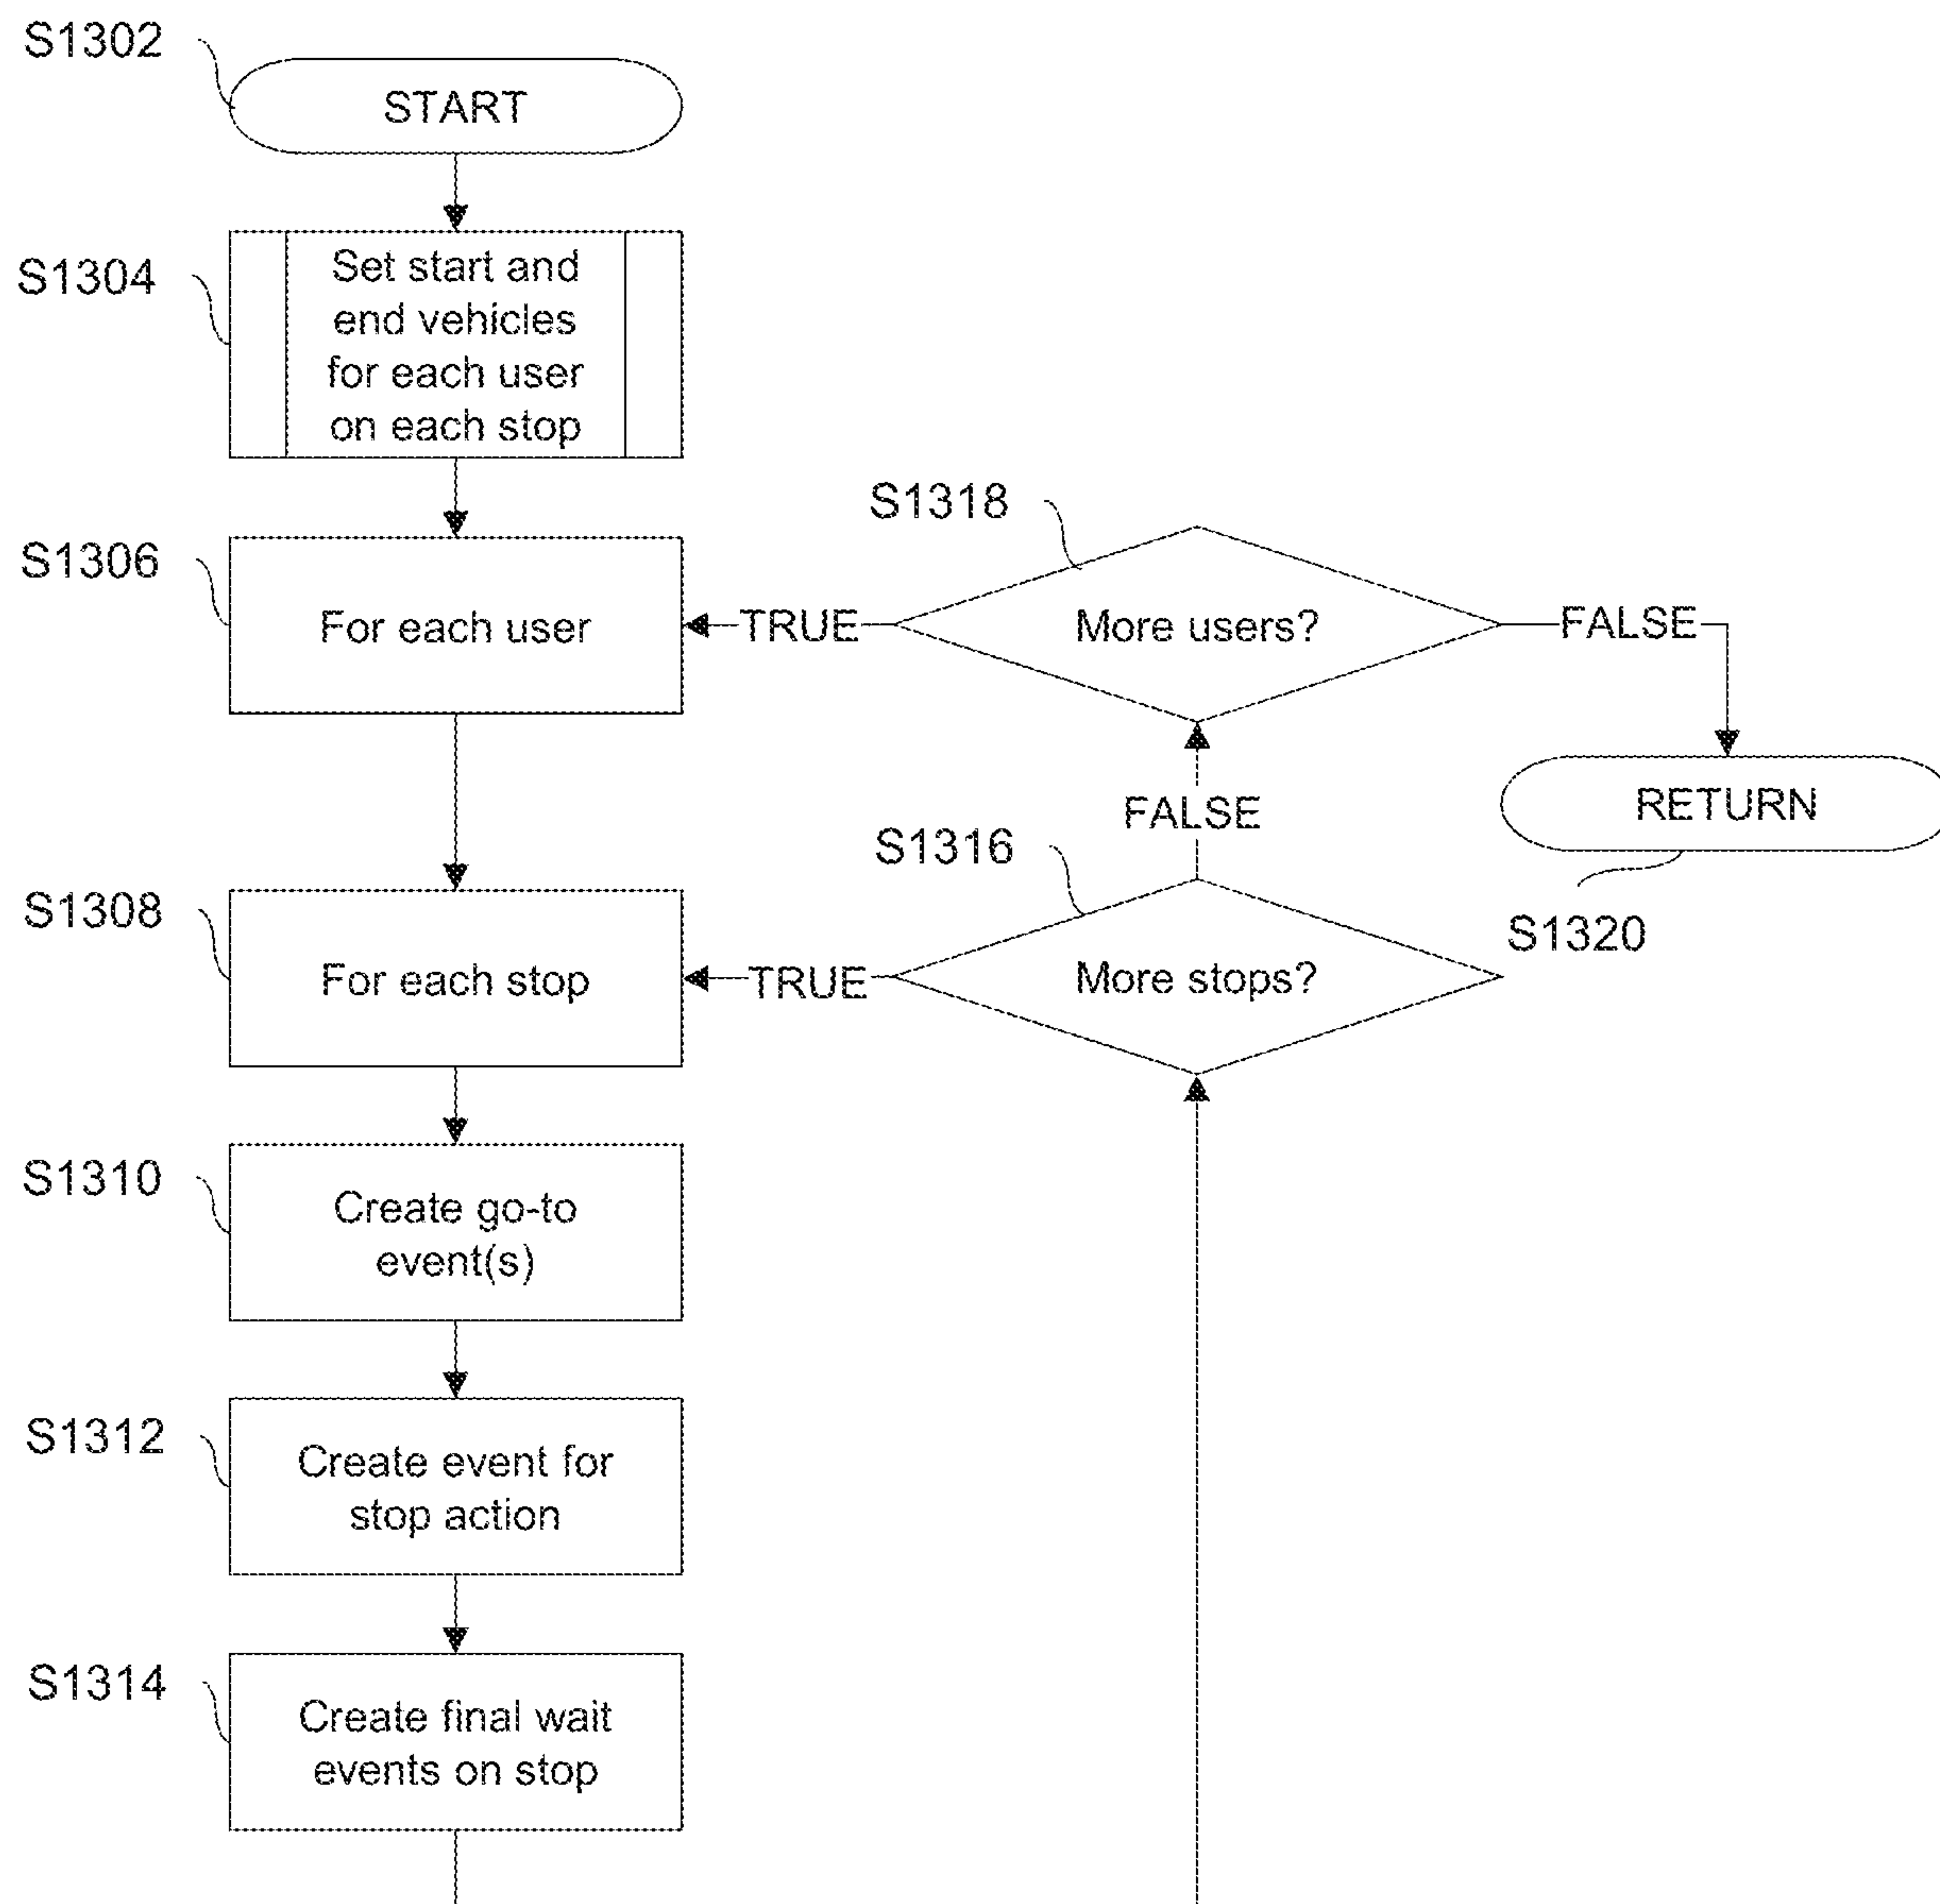 S1302
START
S1304
Set start and
end vehicles
for each user
on each stop
S1318
S1306
For each user
TRUE
More users?
FALSE
FALSE
RETURN
S1316
S1308
S1320
For each stop
TRUE
More stops?
S1310
Create go-to
event(s)
S1312
Create event for
stop action
S1314
Create final wait
events on stop